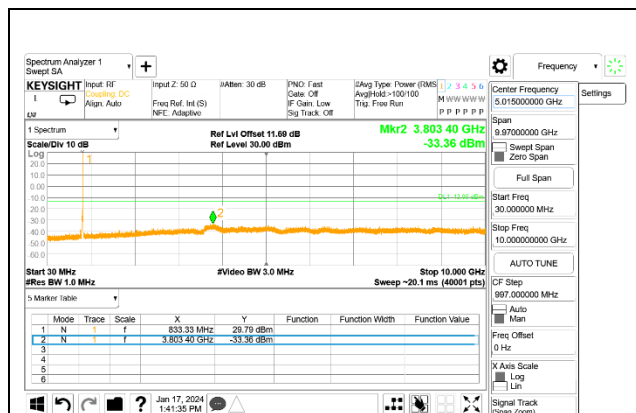 Spectrum Analyzer 1
Swept SA
Frequency
KEYSIGHT
Input: RF
Coupling: DC
Align: Auto
Input Z: 50 Ω
Freq Ref: Int (S)
NFE: Adaptive
#Atten: 30 dB
PNO: Fast
Gate: Off
IF Gain: Low
Sig Track: Off
#Avg Type: Power (RMS
Avg|Hold:>100/100
Trig: Free Run
1 2 3 4 5 6
M W W W W W
P P P P P P
Center Frequency
5.015000000 GHz
Settings
Span
9.97000000 GHz
Swept Span
Zero Span
Full Span
Start Freq
30.000000 MHz
Stop Freq
10.000000000 GHz
AUTO TUNE
CF Step
997.000000 MHz
Auto
Man
Freq Offset
0 Hz
X Axis Scale
Log
Lin
Signal Track
(Span Zoom)
1 Spectrum
Scale/Div 10 dB
Ref Lvl Offset 11.69 dB
Ref Level 30.00 dBm
Mkr2 3.803 40 GHz
-33.36 dBm
Log
20.0
10.0
0.00
-10.0
-20.0
-30.0
-40.0
-50.0
-60.0
1
2
Start 30 MHz
#Res BW 1.0 MHz
#Video BW 3.0 MHz
Stop 10.000 GHz
Sweep ~20.1 ms (40001 pts)
5 Marker Table
Mode Trace Scale X Y Function Function Width Function Value
1 N 1 f 833.33 MHz 29.79 dBm
2 N 1 f 3.803 40 GHz -33.36 dBm
3
4
5
6
Jan 17, 2024
1:41:35 PM